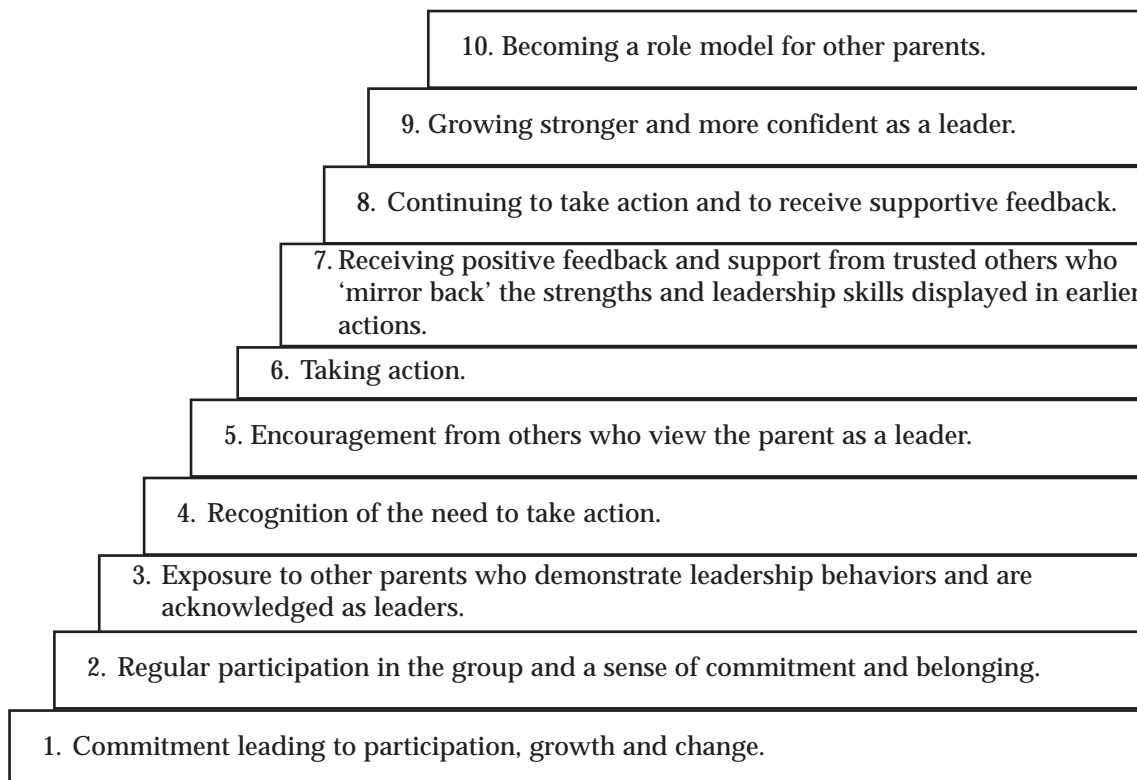 10. Becoming a role model for other parents.
9. Growing stronger and more confident as a leader.
8. Continuing to take action and to receive supportive feedback.
7. Receiving positive feedback and support from trusted others who
‘mirror back’ the strengths and leadership skills displayed in earlier
actions.
6. Taking action.
5. Encouragement from others who view the parent as a leader.
4. Recognition of the need to take action.
3. Exposure to other parents who demonstrate leadership behaviors and are
acknowledged as leaders.
2. Regular participation in the group and a sense of commitment and belonging.
1. Commitment leading to participation, growth and change.